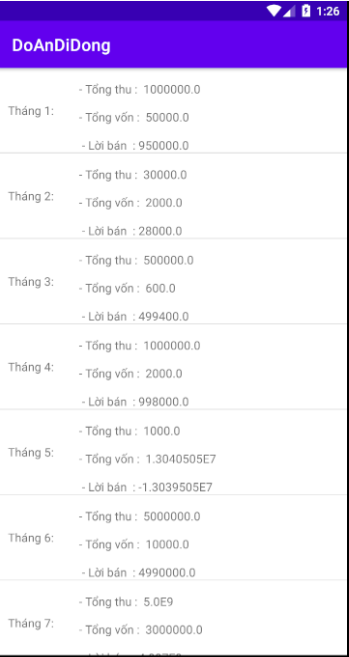 1:26
DoAnDiDong
Tháng 1:
- Tổng thu : 1000000.0
- Tổng vốn : 50000.0
- Lời bán : 950000.0
Tháng 2:
- Tổng thu : 30000.0
- Tổng vốn : 2000.0
- Lời bán : 28000.0
Tháng 3:
- Tổng thu : 500000.0
- Tổng vốn : 600.0
- Lời bán : 499400.0
Tháng 4:
- Tổng thu : 1000000.0
- Tổng vốn : 2000.0
- Lời bán : 998000.0
Tháng 5:
- Tổng thu : 1000.0
- Tổng vốn : 1.3040505E7
- Lời bán : -1.3039505E7
Tháng 6:
- Tổng thu : 5000000.0
- Tổng vốn : 10000.0
- Lời bán : 4990000.0
Tháng 7:
- Tổng thu : 5.0E9
- Tổng vốn : 3000000.0